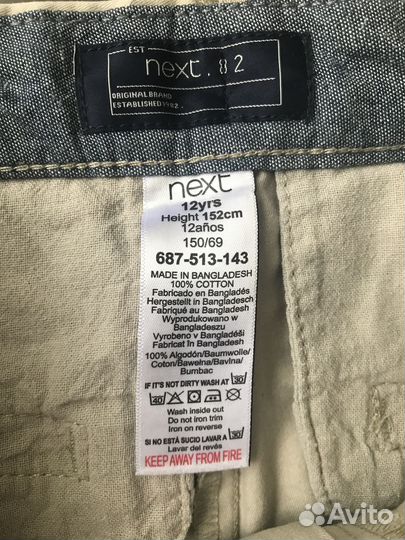 EST
next.82
ORIGINAL BRAND
ESTABLISHED 1982.
next
12yrs
Height 152cm
12años
150/69
687-513-143
MADE IN BANGLADESH
100% COTTON
Fabricado en Bangladés
Hergestellt in Bangladesch
Fabriqué au Bangladesh
Wyprodukowano w
Bangladeszu
Vyrobeno v Bangladéši
Fabricat în Bangladesh
100% Algodón/Baumwolle/
Coton/Bawełna/Bavlna/
Bumbac
IF IT'S NOT DIRTY WASH AT 30
40
Wash inside out
Do not iron trim
Iron on reverse
SI NO ESTÁ SUCIO LAVAR A 30
Lavar del revés
KEEP AWAY FROM FIRE
Avito